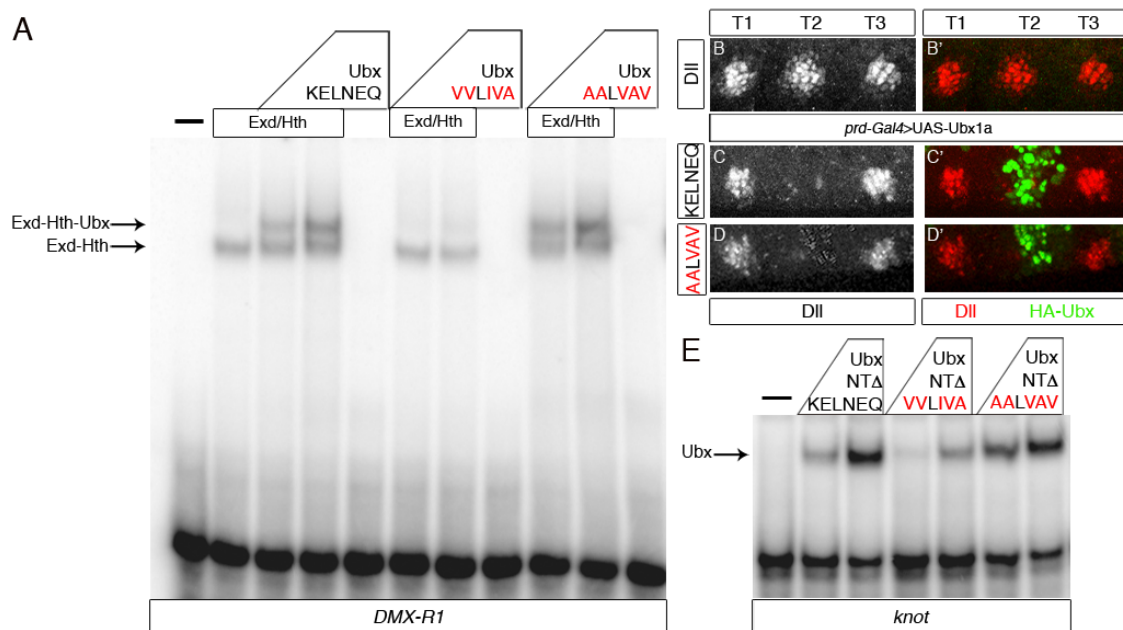 A
Ubx
KELNEQ
Ubx
VVLIVA
Ubx
AALVAV
Exd/Hth
Exd/Hth
Exd/Hth
Exd-Hth-Ubx
Exd-Hth
DMX-R1
T1 T2 T3
T1 T2 T3
Dll
B
B'
prd-Gal4>UAS-Ubx1a
KELNEQ
C
C'
AALVAV
D
D'
Dll
Dll HA-Ubx
E
Ubx
NTΔ
KELNEQ
Ubx
NTΔ
VVLIVA
Ubx
NTΔ
AALVAV
Ubx
knot